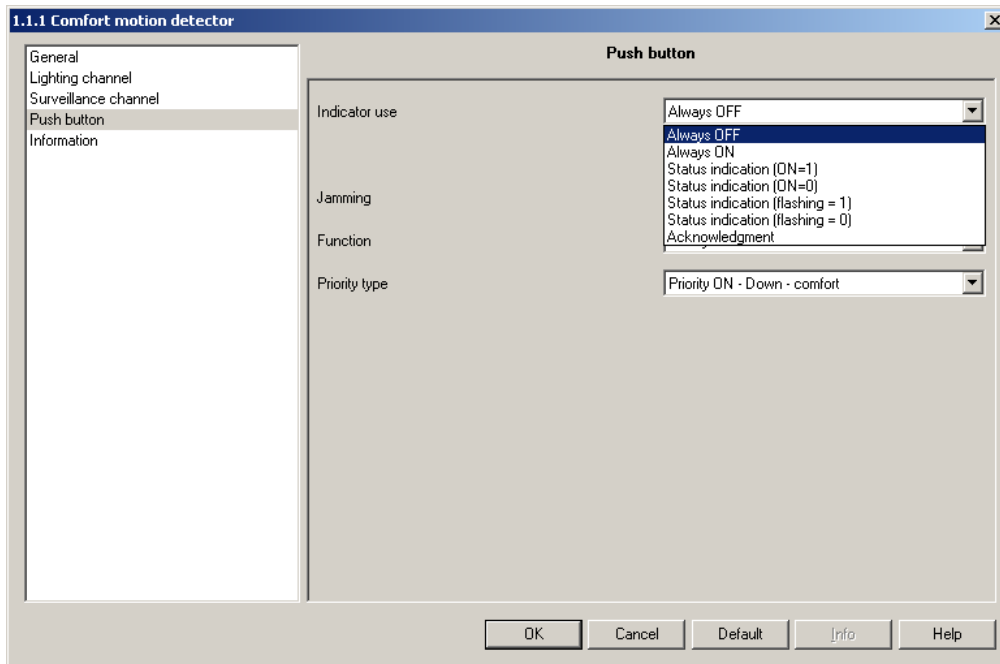 1.1.1 Comfort motion detector
General
Lighting channel
Surveillance channel
Push button
Information
Push button
Indicator use
Always OFF
Always OFF
Always ON
Status indication (ON=1)
Status indication (ON=0)
Status indication (flashing = 1)
Status indication (flashing = 0)
Acknowledgment
Jamming
Function
Priority type
Priority ON - Down - comfort
OK
Cancel
Default
Info
Help